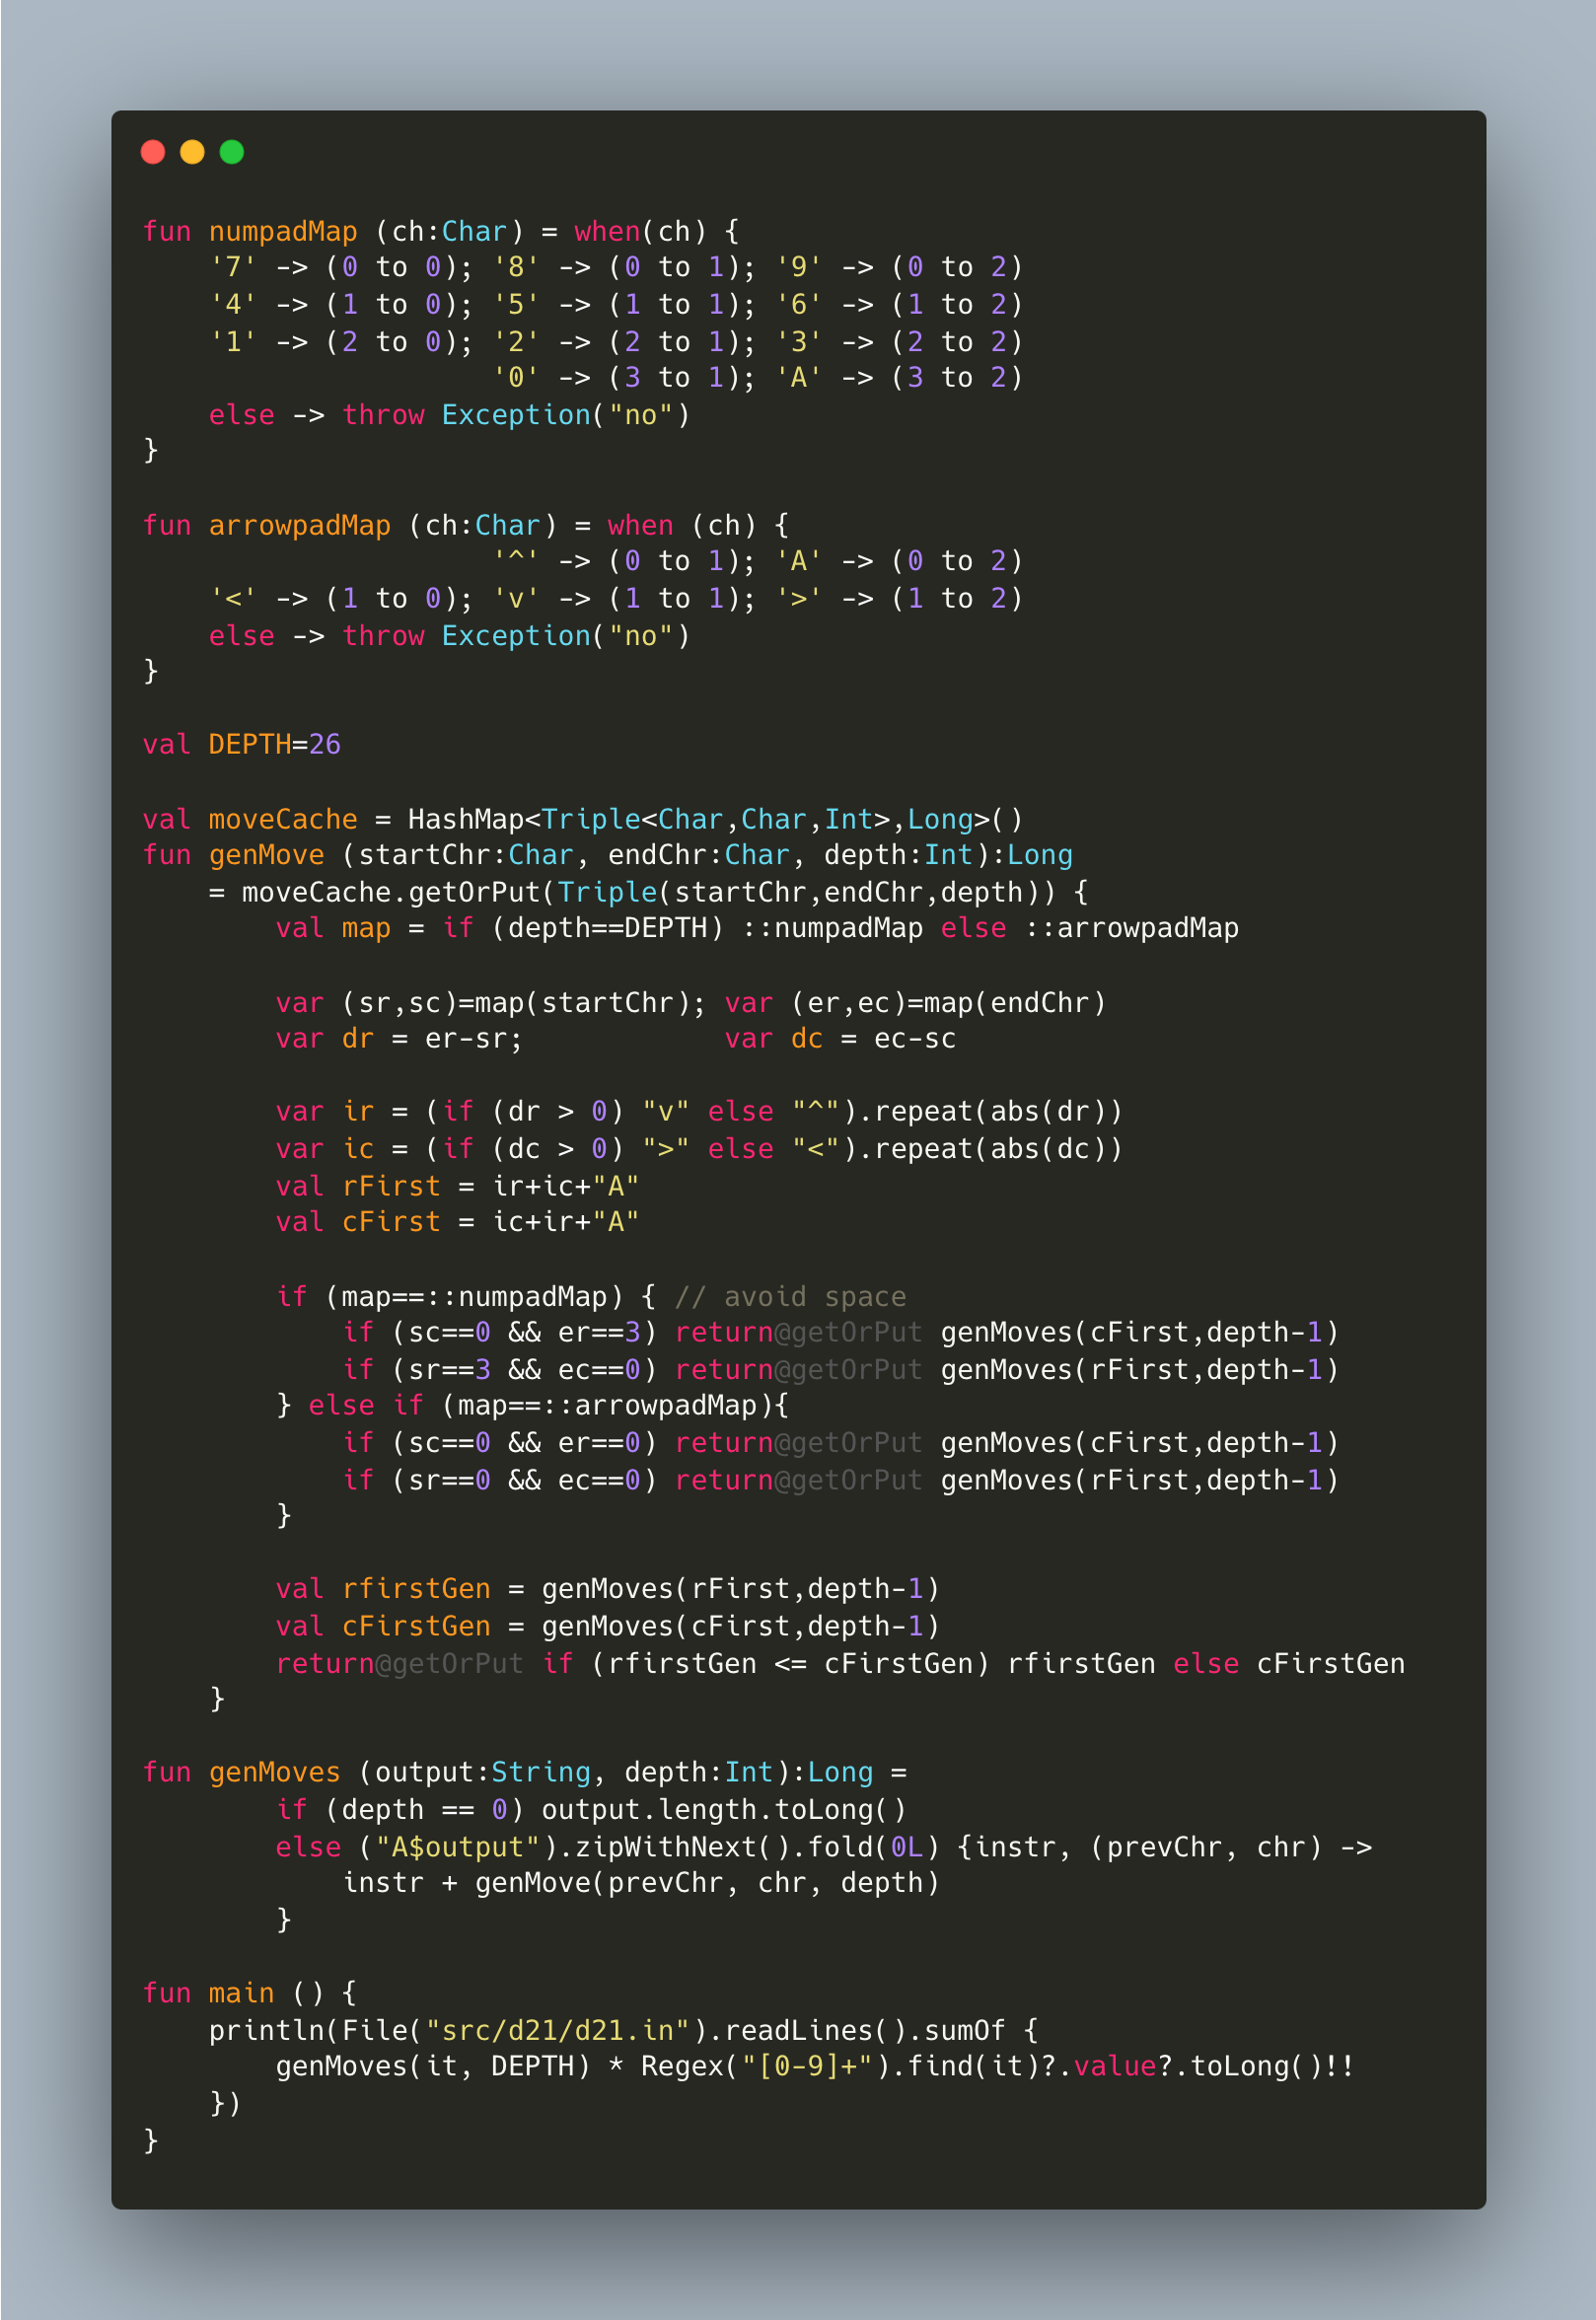 fun numpadMap (ch:Char) = when(ch) {
    '7' -> (0 to 0); '8' -> (0 to 1); '9' -> (0 to 2)
    '4' -> (1 to 0); '5' -> (1 to 1); '6' -> (1 to 2)
    '1' -> (2 to 0); '2' -> (2 to 1); '3' -> (2 to 2)
                     '0' -> (3 to 1); 'A' -> (3 to 2)
    else -> throw Exception("no")
}

fun arrowpadMap (ch:Char) = when (ch) {
                     '^' -> (0 to 1); 'A' -> (0 to 2)
    '<' -> (1 to 0); 'v' -> (1 to 1); '>' -> (1 to 2)
    else -> throw Exception("no")
}

val DEPTH=26

val moveCache = HashMap<Triple<Char,Char,Int>,Long>()
fun genMove (startChr:Char, endChr:Char, depth:Int):Long
    = moveCache.getOrPut(Triple(startChr,endChr,depth)) {
        val map = if (depth==DEPTH) ::numpadMap else ::arrowpadMap

        var (sr,sc)=map(startChr); var (er,ec)=map(endChr)
        var dr = er-sr;            var dc = ec-sc

        var ir = (if (dr > 0) "v" else "^").repeat(abs(dr))
        var ic = (if (dc > 0) ">" else "<").repeat(abs(dc))
        val rFirst = ir+ic+"A"
        val cFirst = ic+ir+"A"

        if (map==::numpadMap) { // avoid space
            if (sc==0 && er==3) return@getOrPut genMoves(cFirst,depth-1)
            if (sr==3 && ec==0) return@getOrPut genMoves(rFirst,depth-1)
        } else if (map==::arrowpadMap){
            if (sc==0 && er==0) return@getOrPut genMoves(cFirst,depth-1)
            if (sr==0 && ec==0) return@getOrPut genMoves(rFirst,depth-1)
        }

        val rfirstGen = genMoves(rFirst,depth-1)
        val cFirstGen = genMoves(cFirst,depth-1)
        return@getOrPut if (rfirstGen <= cFirstGen) rfirstGen else cFirstGen
    }

fun genMoves (output:String, depth:Int):Long =
        if (depth == 0) output.length.toLong()
        else ("A$output").zipWithNext().fold(0L) {instr, (prevChr, chr) ->
            instr + genMove(prevChr, chr, depth)
        }

fun main () {
    println(File("src/d21/d21.in").readLines().sumOf {
        genMoves(it, DEPTH) * Regex("[0-9]+").find(it)?.value?.toLong()!!
    })
}